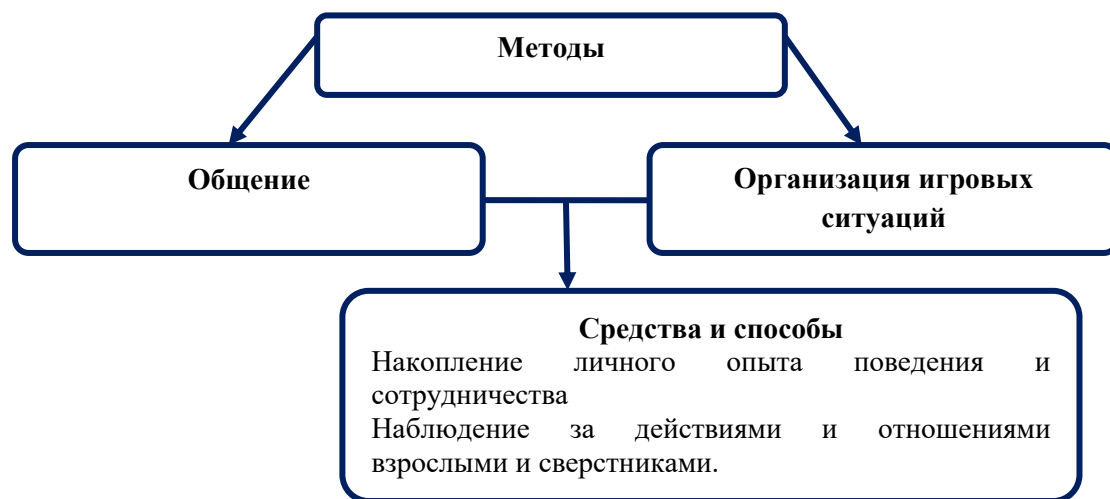 Методы
Общение
Организация игровых
ситуаций
Средства и способы
Накопление личного опыта поведения и
сотрудничества
Наблюдение за действиями и отношениями
взрослыми и сверстниками.